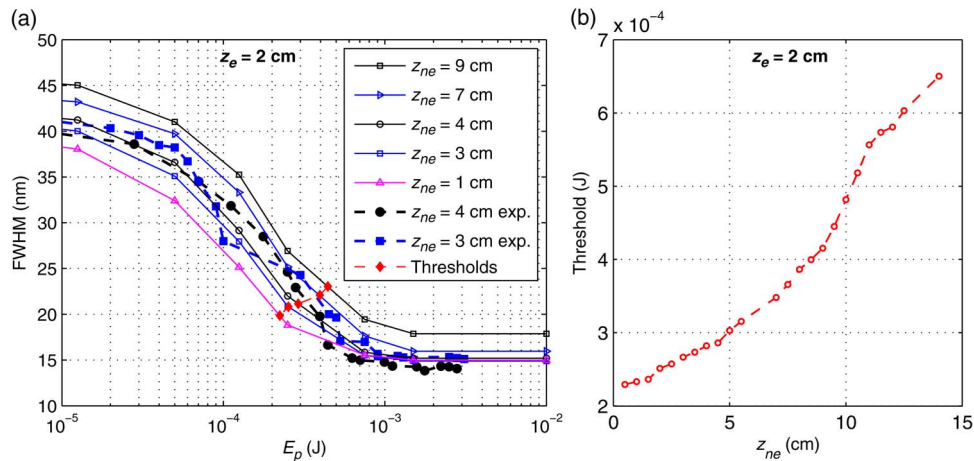 (a)
z_e = 2 cm
FWHM (nm)
50
45
40
35
30
25
20
15
10
z_ne = 9 cm
z_ne = 7 cm
z_ne = 4 cm
z_ne = 3 cm
z_ne = 1 cm
z_ne = 4 cm exp.
z_ne = 3 cm exp.
Thresholds
10^−5 10^−4 10^−3 10^−2
E_p (J)
(b)
7 x 10^−4
z_e = 2 cm
Threshold (J)
6
5
4
3
2
0 5 10 15
z_ne (cm)